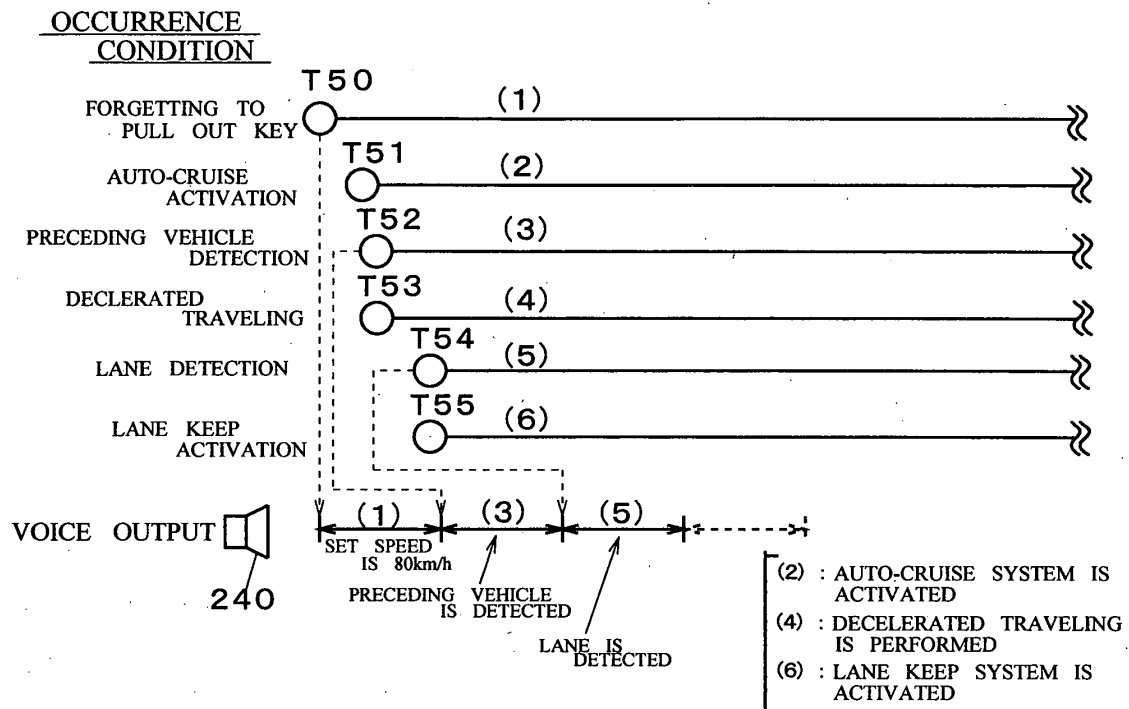 OCCURRENCE
CONDITION
T50
FORGETTING TO
PULL OUT KEY
(1)
T51
AUTO-CRUISE
ACTIVATION
(2)
T52
PRECEDING VEHICLE
DETECTION
(3)
T53
DECLERATED
TRAVELING
(4)
T54
LANE DETECTION
(5)
T55
LANE KEEP
ACTIVATION
(6)
VOICE OUTPUT
240
(1)
(3)
(5)
SET SPEED
IS 80km/h
PRECEDING VEHICLE
IS DETECTED
LANE IS
DETECTED
(2) : AUTO-CRUISE SYSTEM IS
ACTIVATED
(4) : DECELERATED TRAVELING
IS PERFORMED
(6) : LANE KEEP SYSTEM IS
ACTIVATED